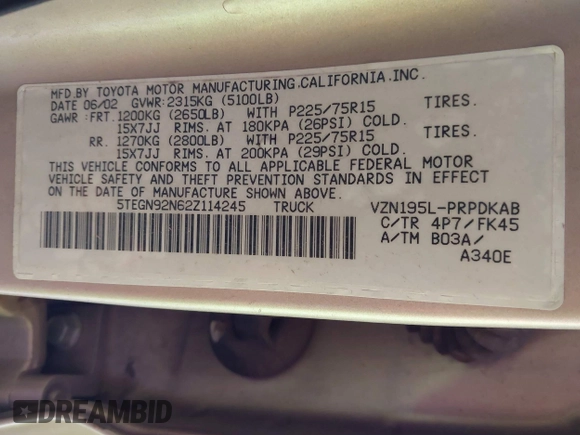 MFD.BY TOYOTA MOTOR MANUFACTURING,CALIFORNIA.INC.
DATE 06/02 GVWR:2315KG (5100LB)
GAWR:FRT.1200KG (2650LB) WITH P225/75R15 TIRES.
15X7JJ RIMS. AT 180KPA (26PSI) COLD.
RR. 1270KG (2800LB) WITH P225/75R15 TIRES.
15X7JJ RIMS. AT 200KPA (29PSI) COLD.
THIS VEHICLE CONFORMS TO ALL APPLICABLE FEDERAL MOTOR
VEHICLE SAFETY AND THEFT PREVENTION STANDARDS IN EFFECT
ON THE DATE OF MANUFACTURE SHOWN ABOVE.
5TEGN92N62Z114245 TRUCK VZN195L-PRPDKAB
C/TR 4P7/FK45
A/TM B03A/
A340E
DREAMBID